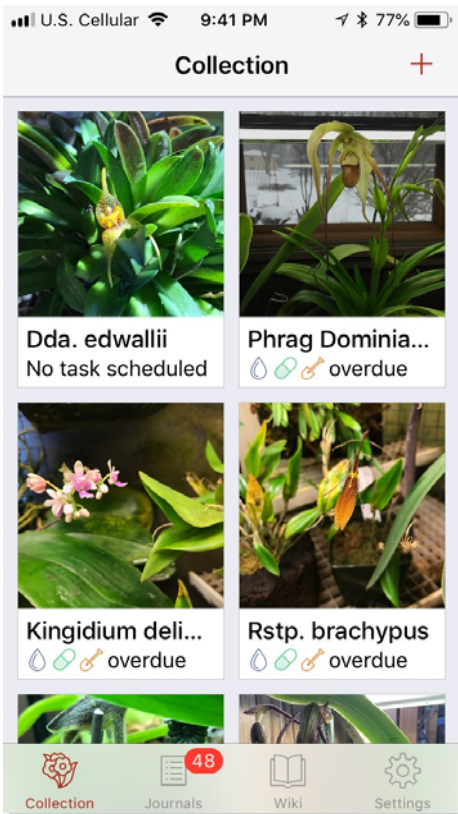 U.S. Cellular 9:41 PM 77%
Collection +
Dda. edwallii
No task scheduled
Phrag Dominia...
overdue
Kingidium deli...
overdue
Rstp. brachypus
overdue
48
Collection Journals Wiki Settings